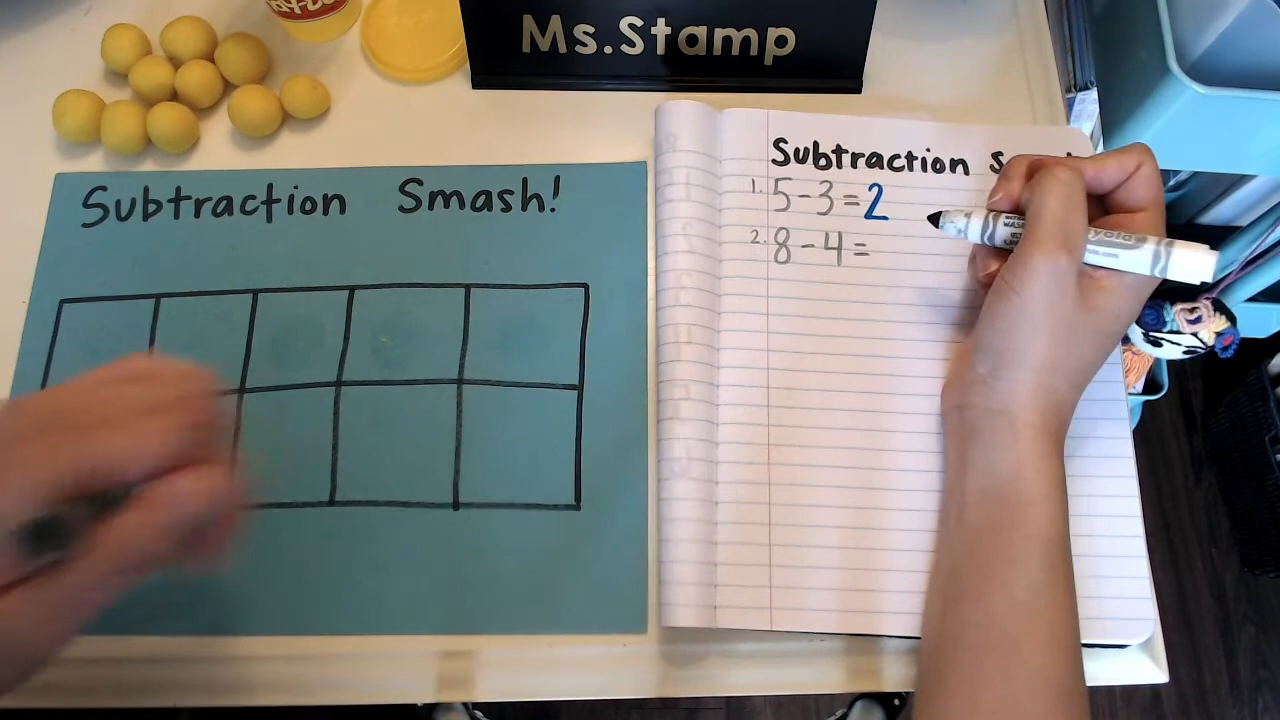 Ms.Stamp
Subtraction Smash!
Subtraction
1. 5-3=2
2. 8-4=